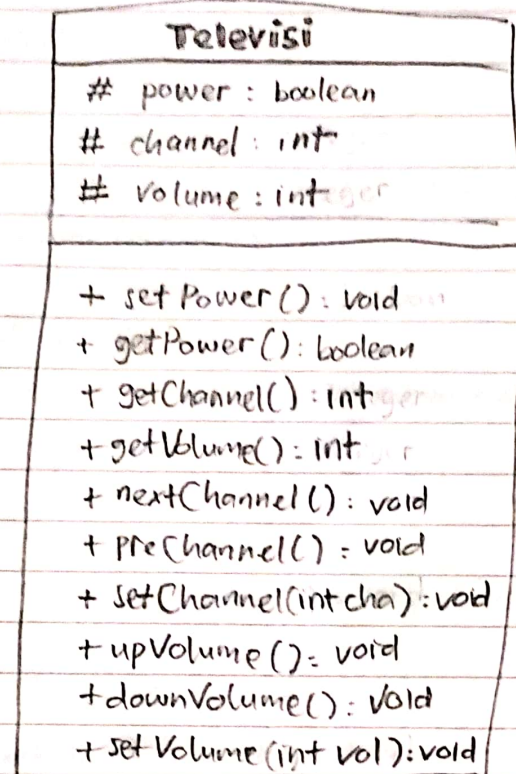 Televisi
# power : boolean
# channel : int
# volume : int
+ setPower() : void
+ getPower() : boolean
+ getChannel() : int
+ getVolume() : int
+ nextChannel() : void
+ preChannel() : void
+ setChannel(int cha) : void
+ upVolume() : void
+ downVolume() : void
+ setVolume(int vol) : void